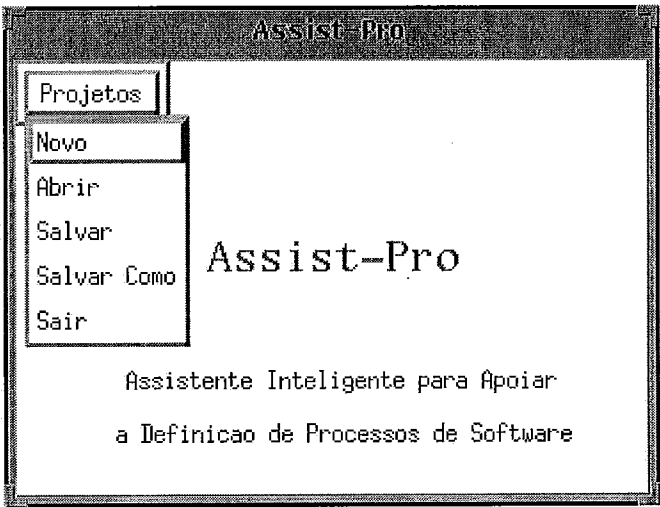 Assist-Pro
Projetos
Novo
Abrir
Salvar
Salvar Como
Sair
Assist-Pro
Assistente Inteligente para Apoiar
a Definicao de Processos de Software